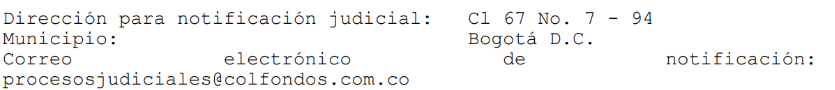 Dirección para notificación judicial: Cl 67 No. 7 - 94
Municipio: Bogotá D.C.
Correo electrónico de notificación:
procesosjudiciales@colfondos.com.co